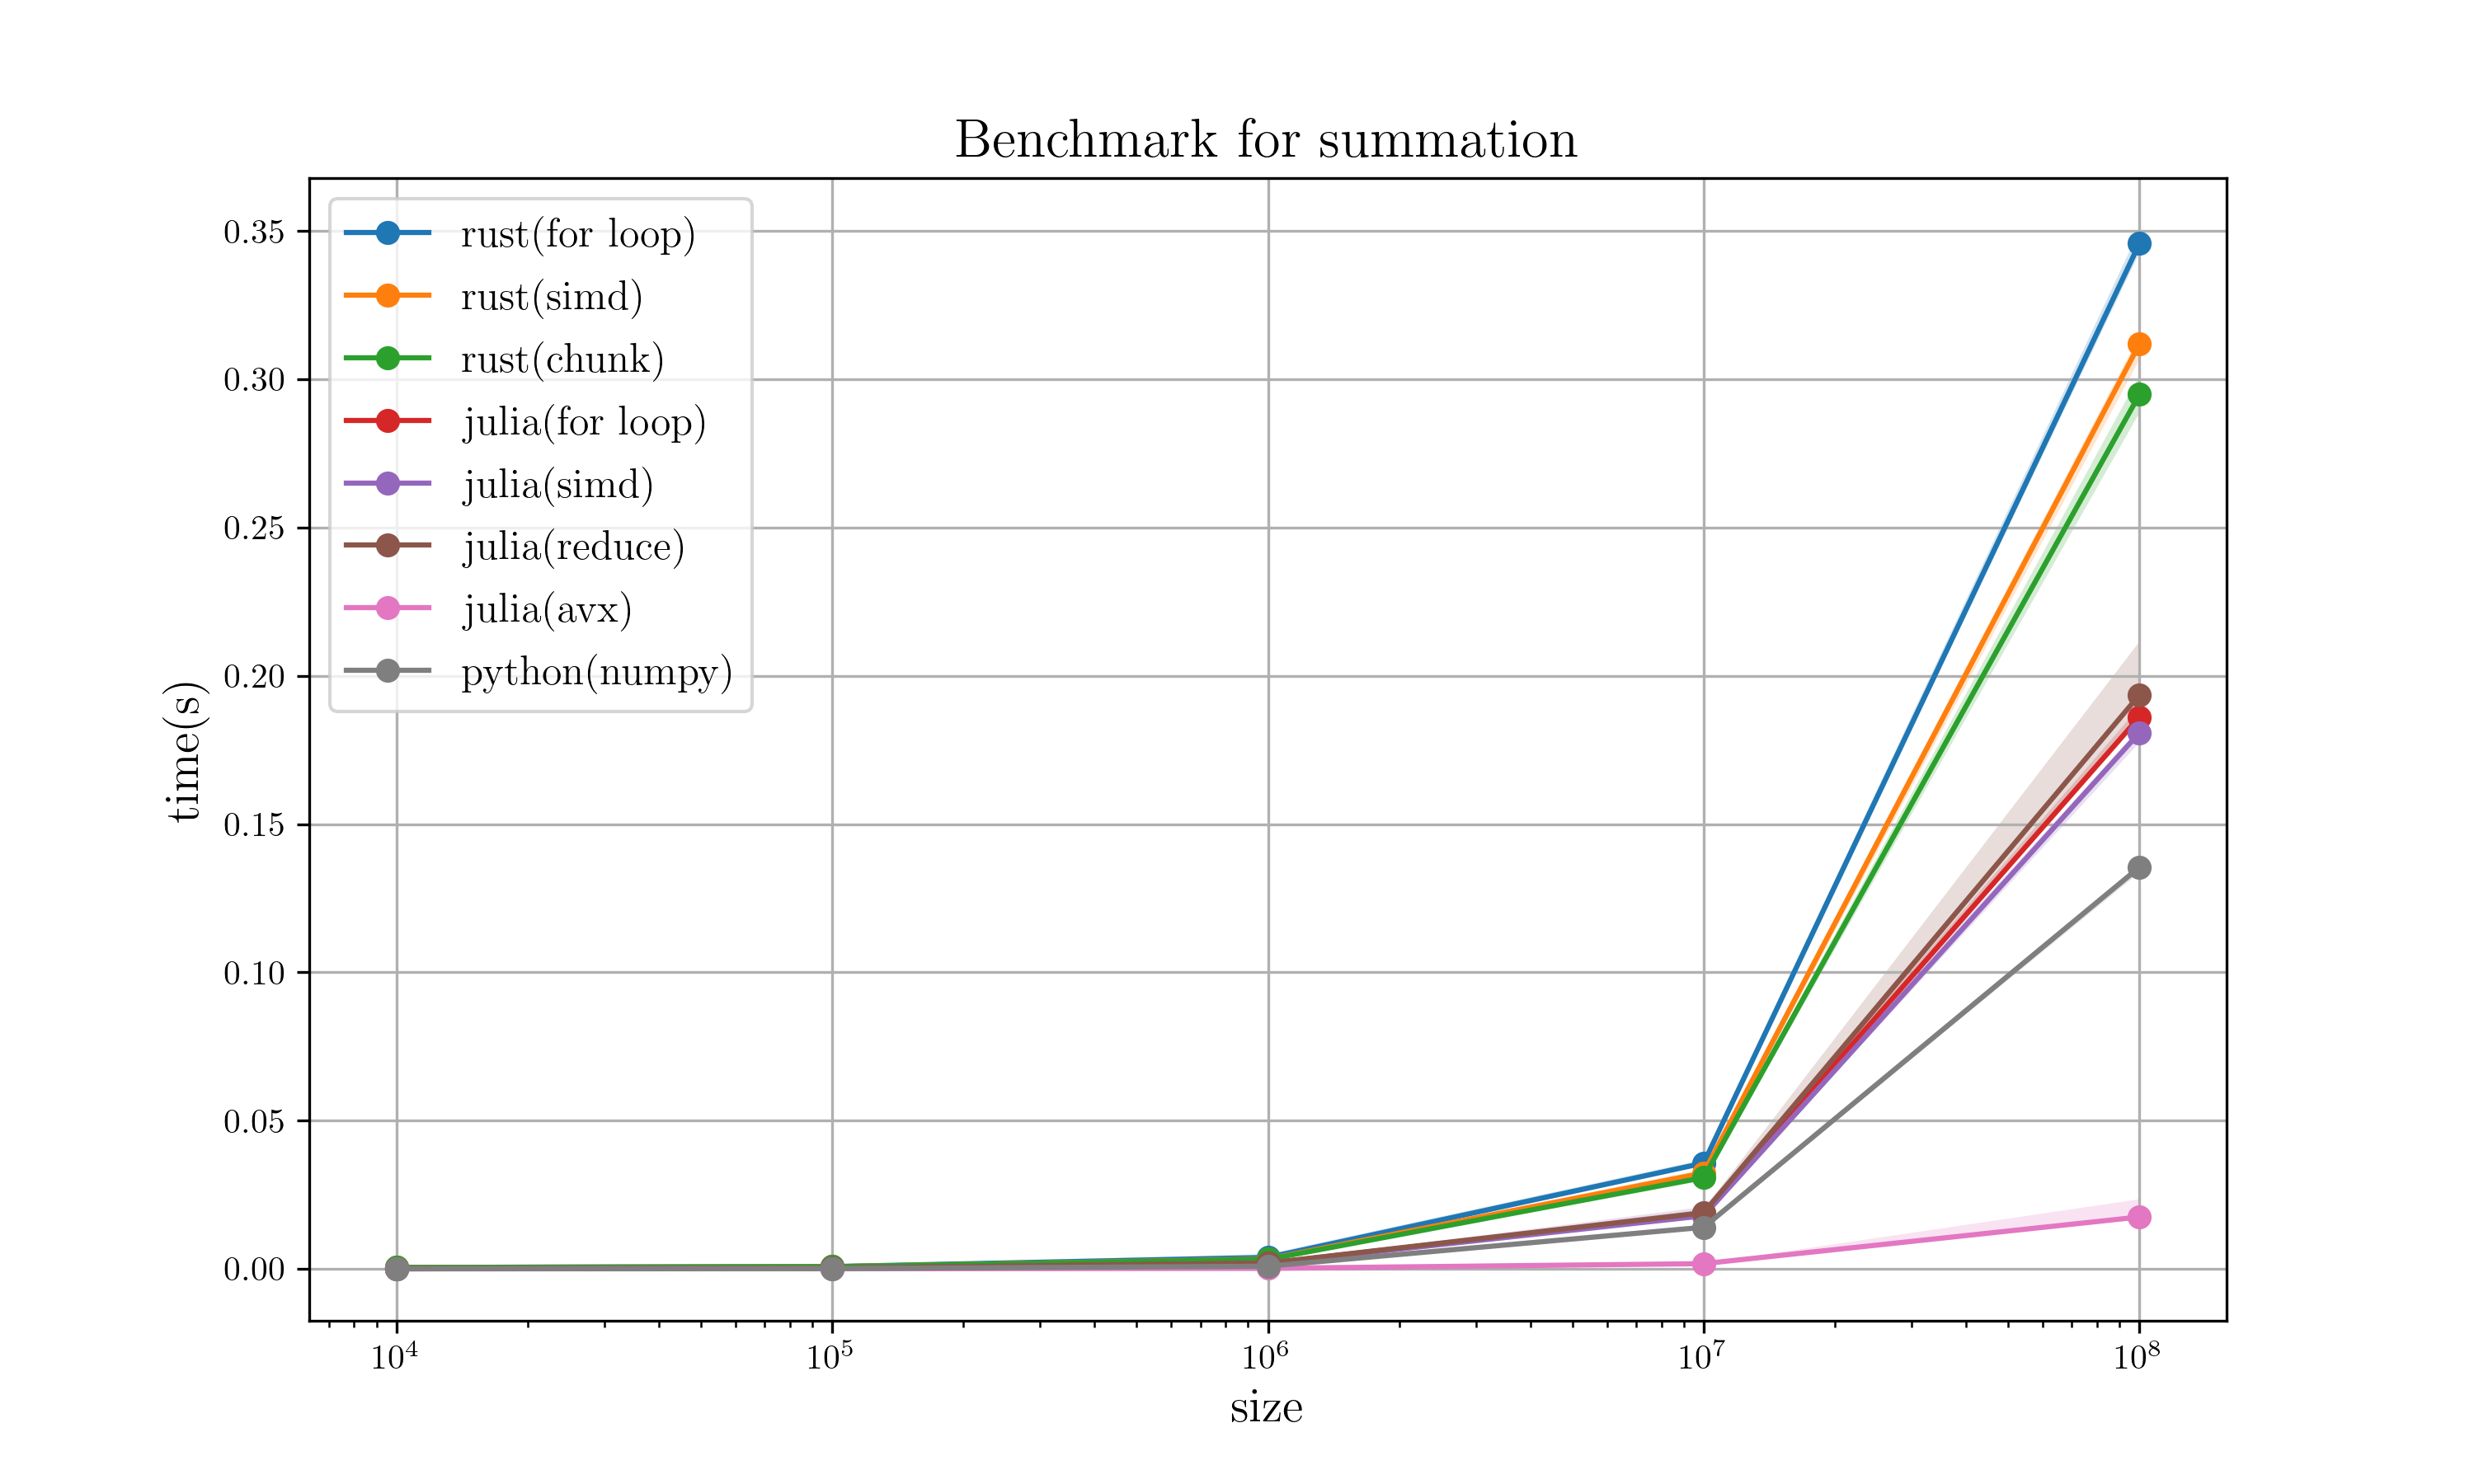 Benchmark for summation
rust(for loop)
rust(simd)
rust(chunk)
julia(for loop)
julia(simd)
julia(reduce)
julia(avx)
python(numpy)
time(s)
0.35
0.30
0.25
0.20
0.15
0.10
0.05
0.00
10⁴ 10⁵ 10⁶ 10⁷ 10⁸
size